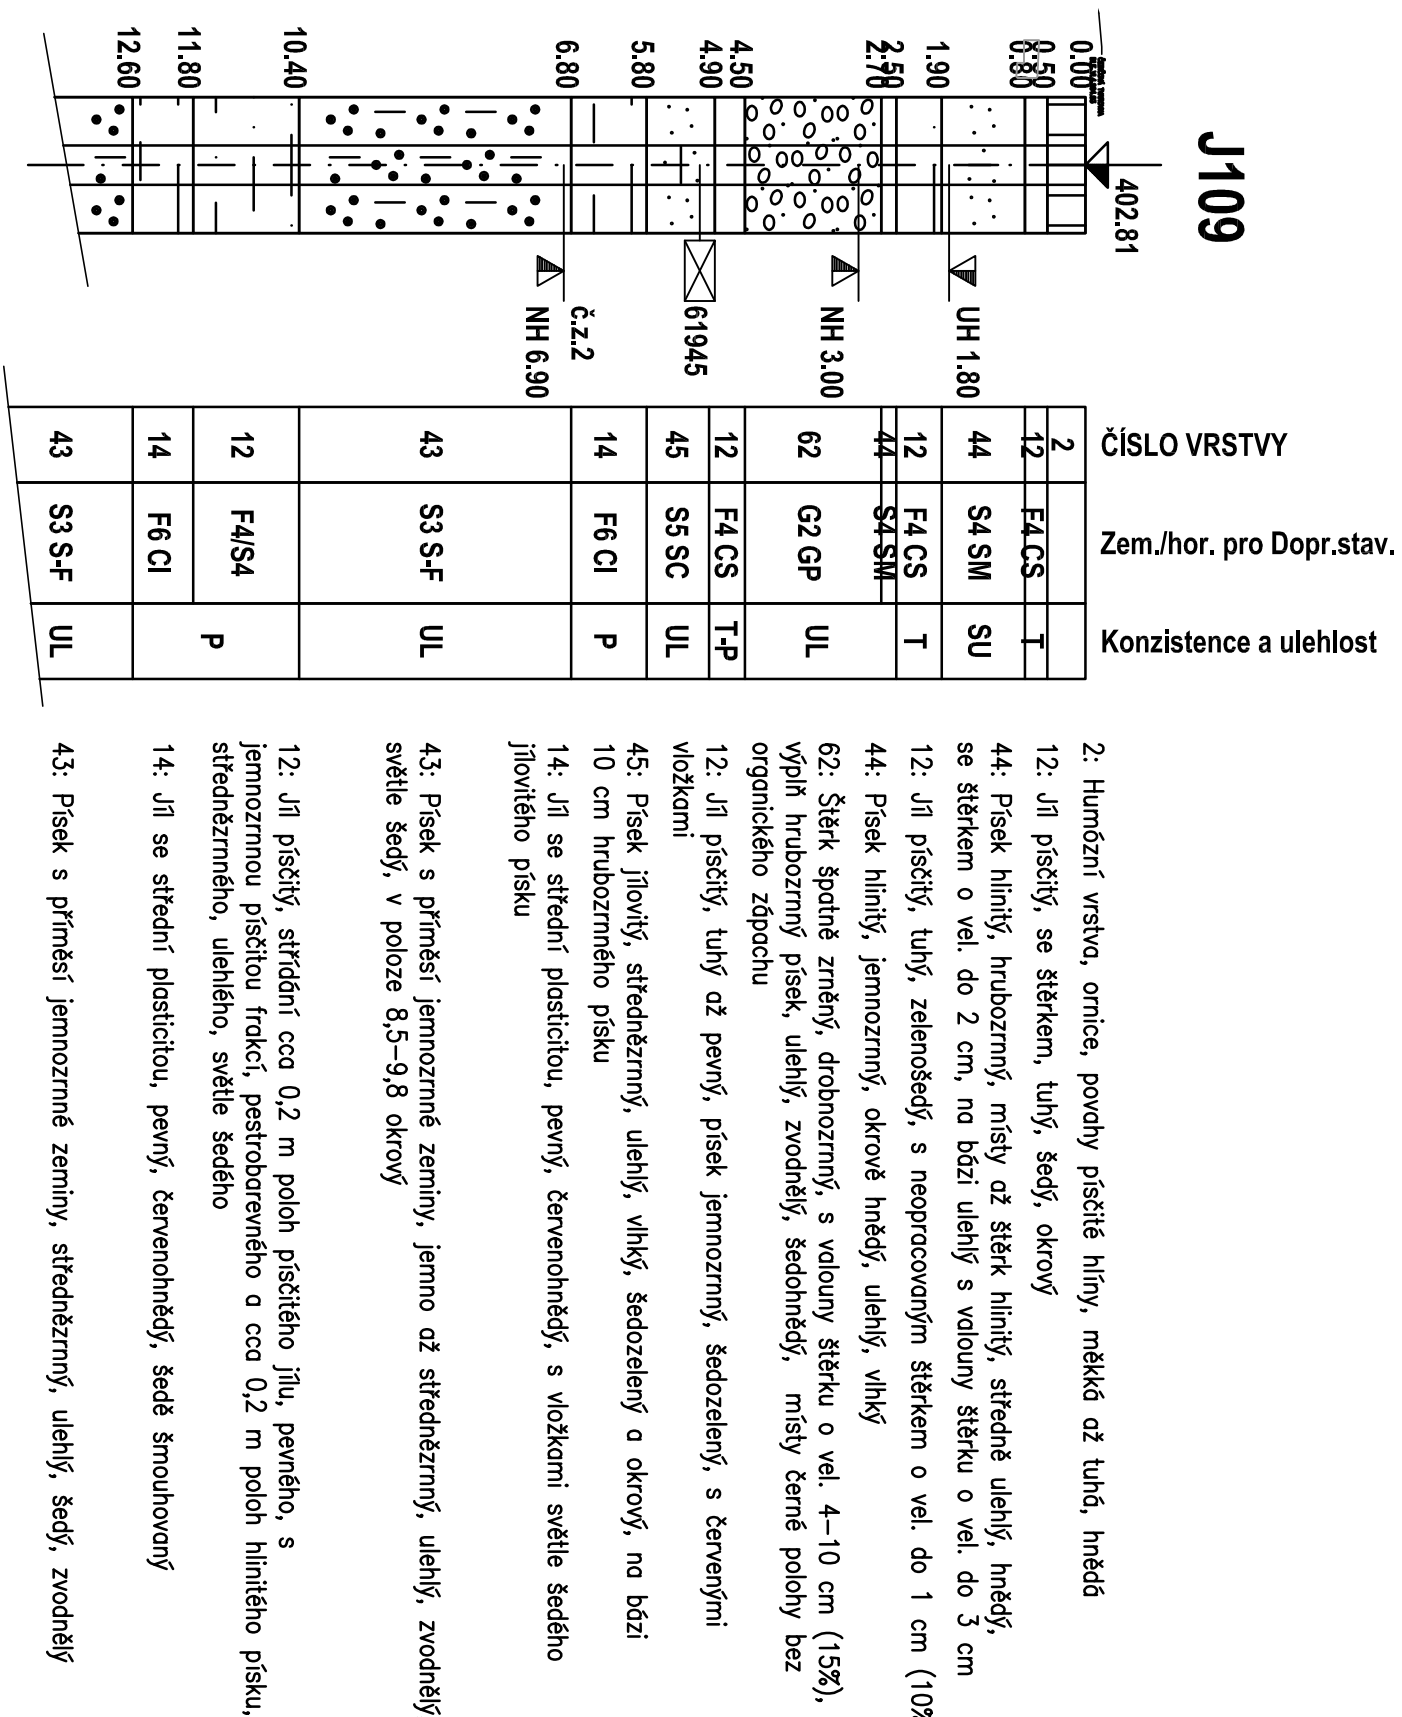 J109
402.81
0.00
0.50
0.80
1.90
2.50
2.70
4.50
4.90
5.80
6.80
10.40
11.80
12.60
UH 1.80
NH 3.00
61945
č.z.2
NH 6.90
ČÍSLO VRSTVY
Zem./hor. pro Dopr.stav.
Konzistence a ulehlost
2
12 F4 CS T
44 S4 SM SU
12 F4 CS T
44 S4 SM
62 G2 GP UL
12 F4 CS T-P
45 S5 SC UL
14 F6 CI P
43 S3 S-F UL
12 F4/S4 P
14 F6 CI
43 S3 S-F UL
2: Humózní vrstva, ornice, povahy písčité hlíny, měkká až tuhá, hnědá
12: Jíl písčitý, se štěrkem, tuhý, šedý, okrový
44: Písek hlinitý, hrubozrnný, místy až štěrk hlinitý, středně ulehlý, hnědý,
se štěrkem o vel. do 2 cm, na bázi ulehlý s valouny štěrku o vel. do 3 cm
12: Jíl písčitý, tuhý, zelenošedý, s neopracovaným štěrkem o vel. do 1 cm (10%
44: Písek hlinitý, jemnozrnný, okrově hnědý, ulehlý, vlhký
62: Štěrk špatně zrněný, drobnozrnný, s valouny štěrku o vel. 4–10 cm (15%),
výplň hrubozrnný písek, ulehlý, zvodnělý, šedohnědý, místy černé polohy bez
organického zápachu
12: Jíl písčitý, tuhý až pevný, písek jemnozrnný, šedozelený, s červenými
vložkami
45: Písek jílovitý, střednězrnný, ulehlý, vlhký, šedozelený a okrový, na bázi
10 cm hrubozrnného písku
14: Jíl se střední plasticitou, pevný, červenohnědý, s vložkami světle šedého
jílovitého písku
43: Písek s příměsí jemnozrnné zeminy, jemno až střednězrnný, ulehlý, zvodnělý
světle šedý, v poloze 8,5–9,8 okrový
12: Jíl písčitý, střídání cca 0,2 m poloh písčitého jílu, pevného, s
jemnozrnnou písčitou frakcí, pestrobarevného a cca 0,2 m poloh hlinitého písku,
střednězrnného, ulehlého, světle šedého
14: Jíl se střední plasticitou, pevný, červenohnědý, šedě šmouhovaný
43: Písek s příměsí jemnozrnné zeminy, střednězrnný, ulehlý, šedý, zvodnělý